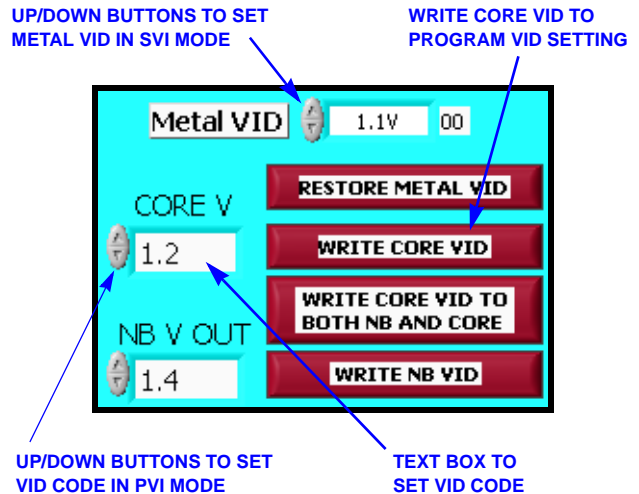 UP/DOWN BUTTONS TO SET
METAL VID IN SVI MODE
WRITE CORE VID TO
PROGRAM VID SETTING
Metal VID 1.1V 00
RESTORE METAL VID
CORE V
1.2
WRITE CORE VID
WRITE CORE VID TO
BOTH NB AND CORE
NB V OUT
1.4
WRITE NB VID
UP/DOWN BUTTONS TO SET
VID CODE IN PVI MODE
TEXT BOX TO
SET VID CODE